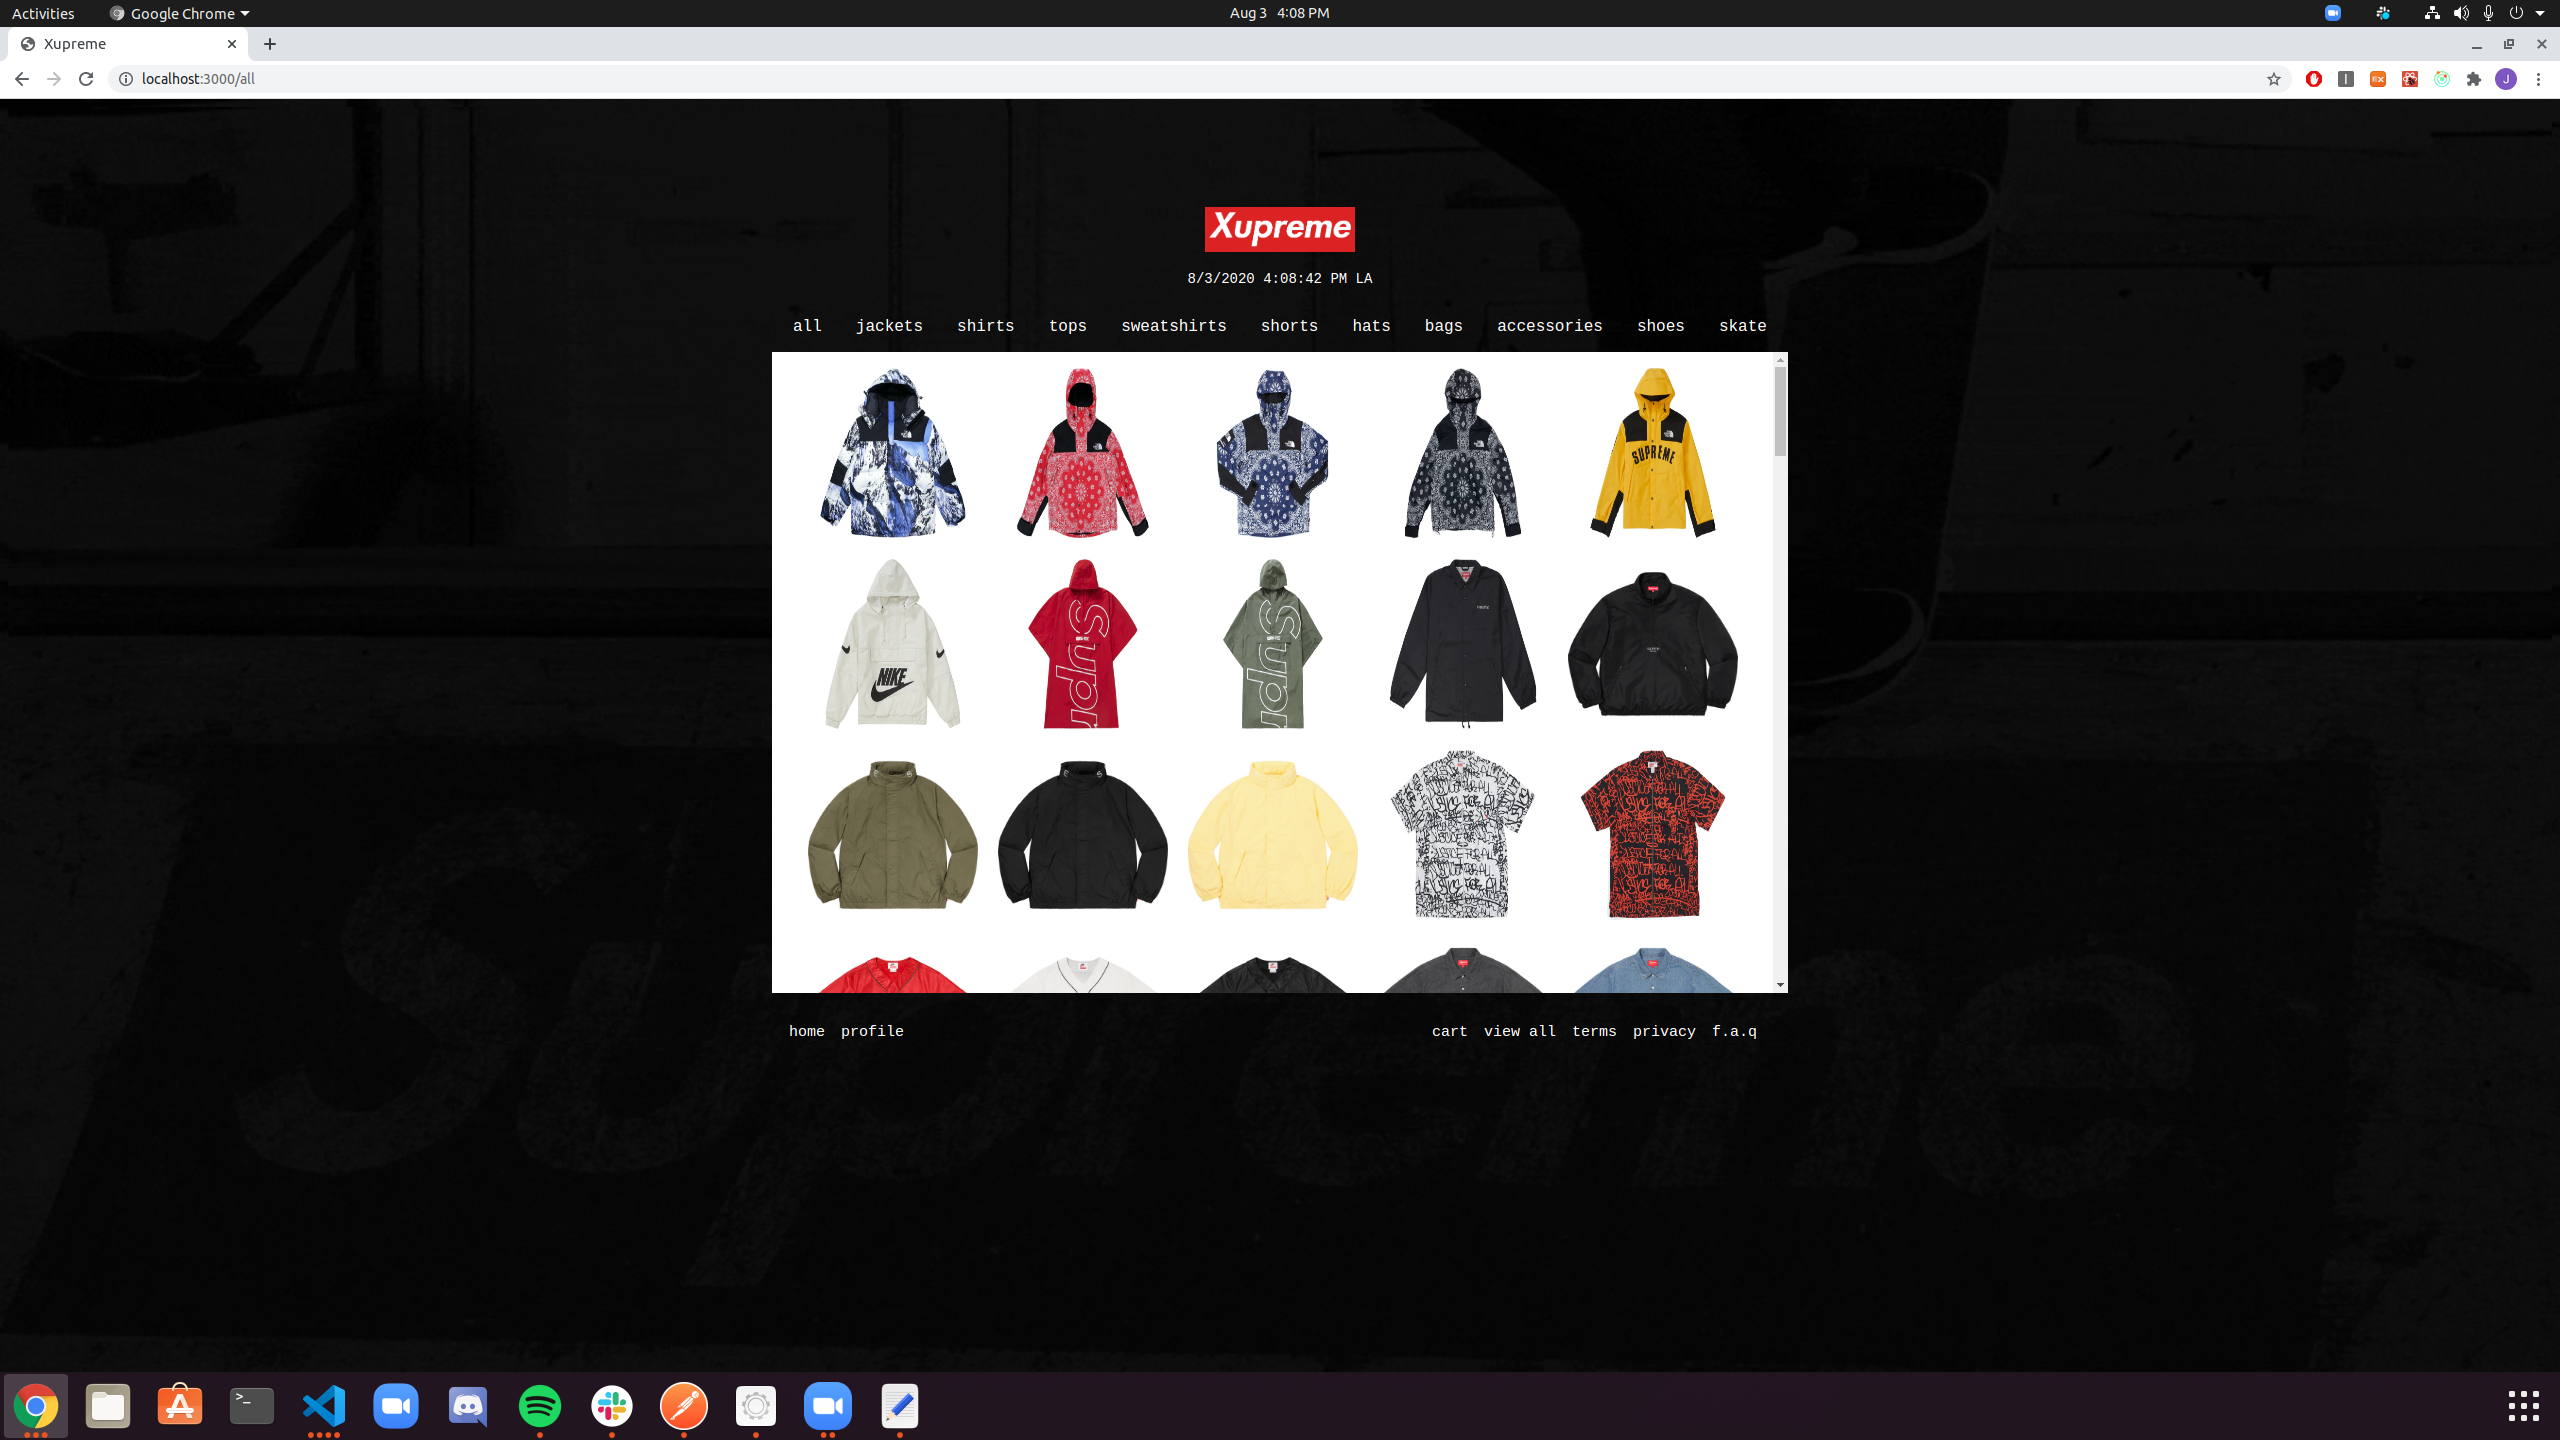 Activities Google Chrome Aug 3 4:08 PM
Xupreme
localhost:3000/all
J
Xupreme
8/3/2020 4:08:42 PM LA
all jackets shirts tops sweatshirts shorts hats bags accessories shoes skate
SUPREME
NIKE
Supr
Supr
home profile cart view all terms privacy f.a.q